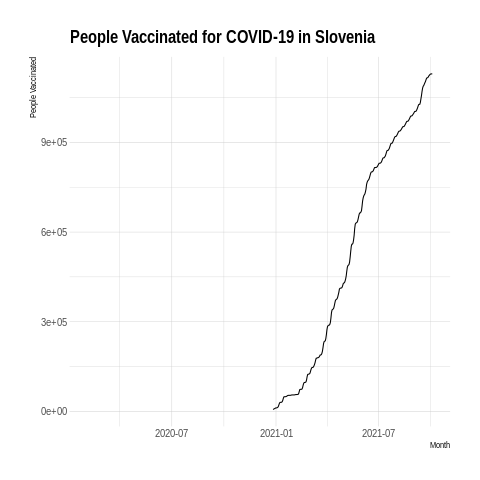 People Vaccinated for COVID-19 in Slovenia
People Vaccinated
9e+05
6e+05
3e+05
0e+00
2020-07
2021-01
2021-07
Month